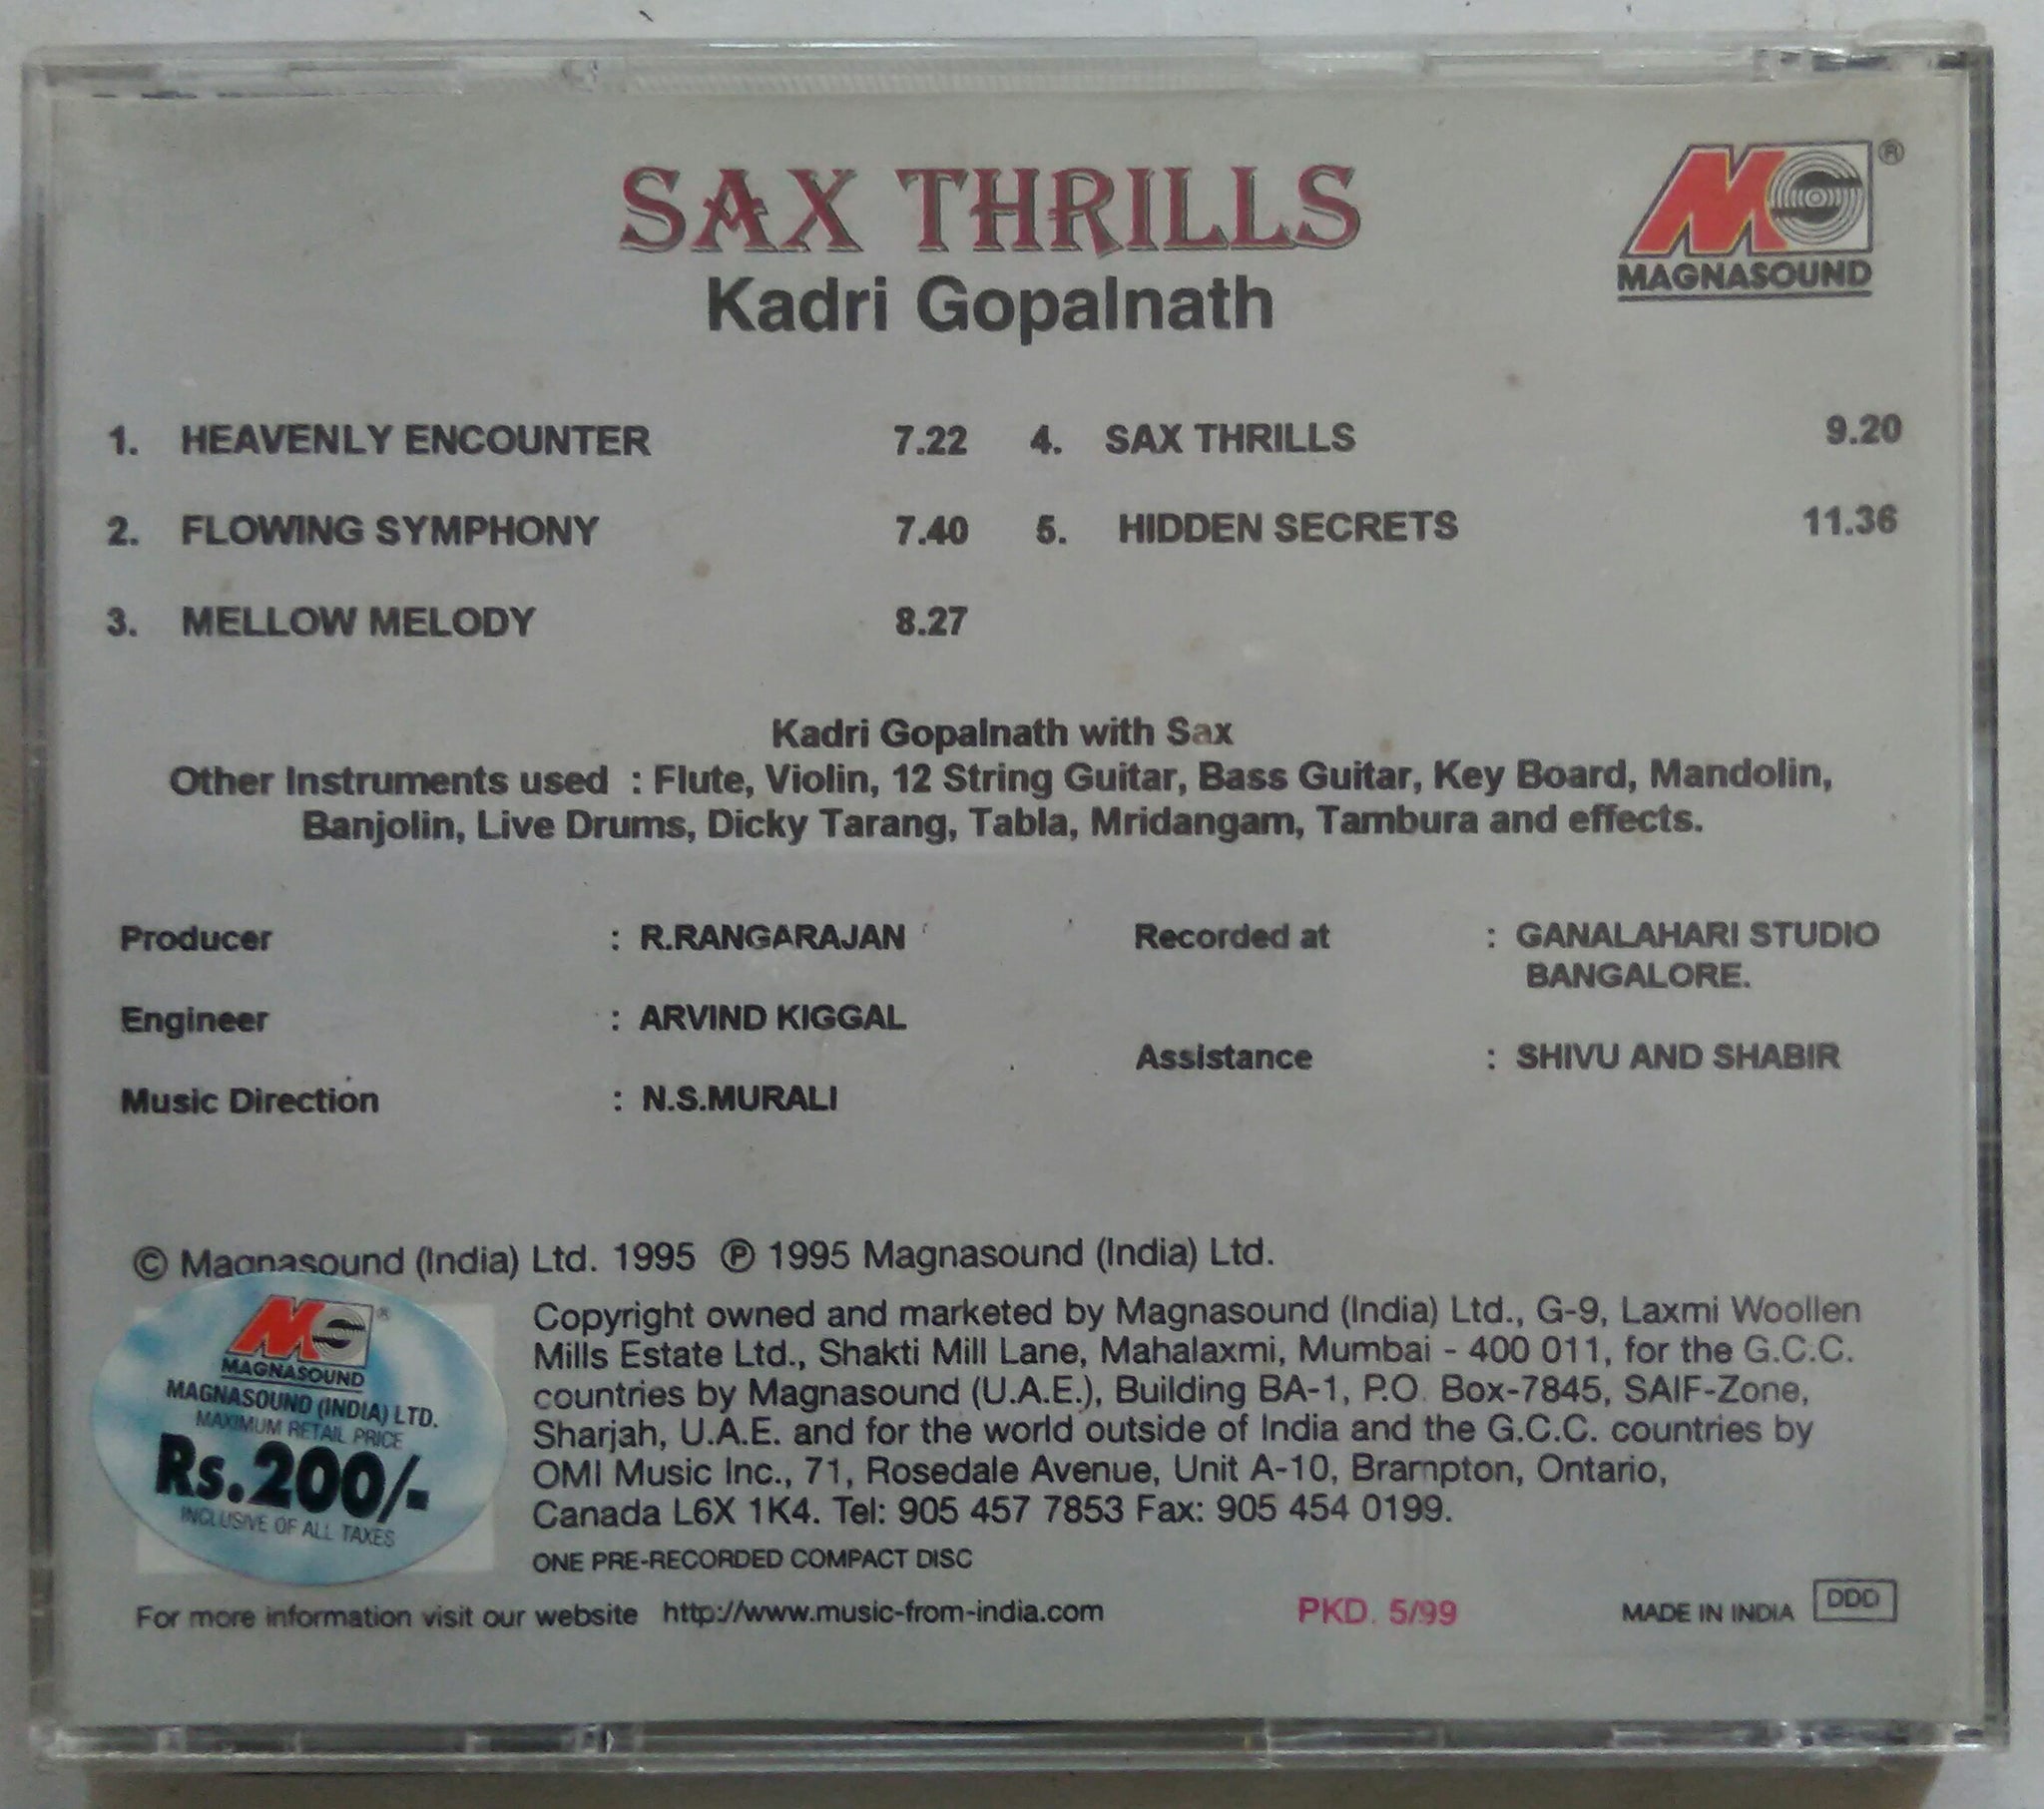 SAX THRILLS
Kadri Gopalnath
MAGNASOUND ®
1. HEAVENLY ENCOUNTER 7.22
2. FLOWING SYMPHONY 7.40
3. MELLOW MELODY 8.27
4. SAX THRILLS 9.20
5. HIDDEN SECRETS 11.36
Kadri Gopalnath with Sax
Other Instruments used : Flute, Violin, 12 String Guitar, Bass Guitar, Key Board, Mandolin,
Banjolin, Live Drums, Dicky Tarang, Tabla, Mridangam, Tambura and effects.
Producer : R.RANGARAJAN
Engineer : ARVIND KIGGAL
Music Direction : N.S.MURALI
Recorded at : GANALAHARI STUDIO
BANGALORE.
Assistance : SHIVU AND SHABIR
© Magnasound (India) Ltd. 1995 ℗ 1995 Magnasound (India) Ltd.
MAGNASOUND ®
MAGNASOUND (INDIA) LTD.
MAXIMUM RETAIL PRICE
Rs.200/-
INCLUSIVE OF ALL TAXES
Copyright owned and marketed by Magnasound (India) Ltd., G-9, Laxmi Woollen
Mills Estate Ltd., Shakti Mill Lane, Mahalaxmi, Mumbai - 400 011, for the G.C.C.
countries by Magnasound (U.A.E.), Building BA-1, P.O. Box-7845, SAIF-Zone,
Sharjah, U.A.E. and for the world outside of India and the G.C.C. countries by
OMI Music Inc., 71, Rosedale Avenue, Unit A-10, Brampton, Ontario,
Canada L6X 1K4. Tel: 905 457 7853 Fax: 905 454 0199.
ONE PRE-RECORDED COMPACT DISC
For more information visit our website http://www.music-from-india.com
PKD. 5/99
MADE IN INDIA DDD